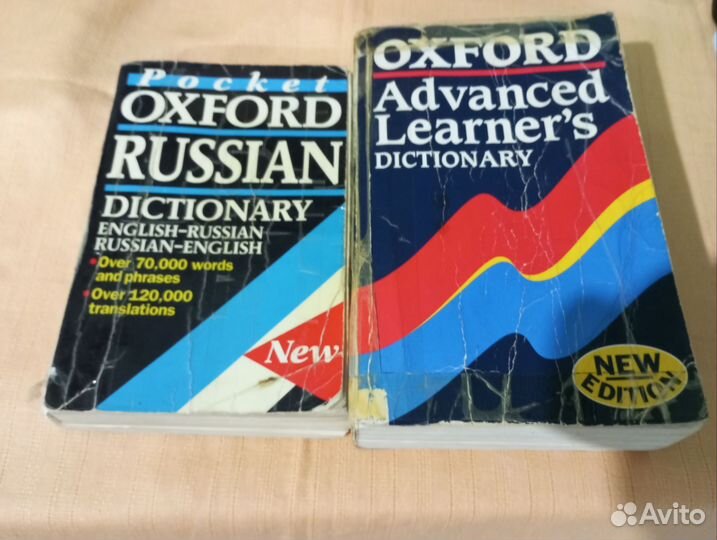 Pocket
OXFORD
RUSSIAN
DICTIONARY
ENGLISH-RUSSIAN
RUSSIAN-ENGLISH
Over 70,000 words
and phrases
Over 120,000
translations
New
OXFORD
Advanced
Learner's
DICTIONARY
NEW
EDITION
Avito